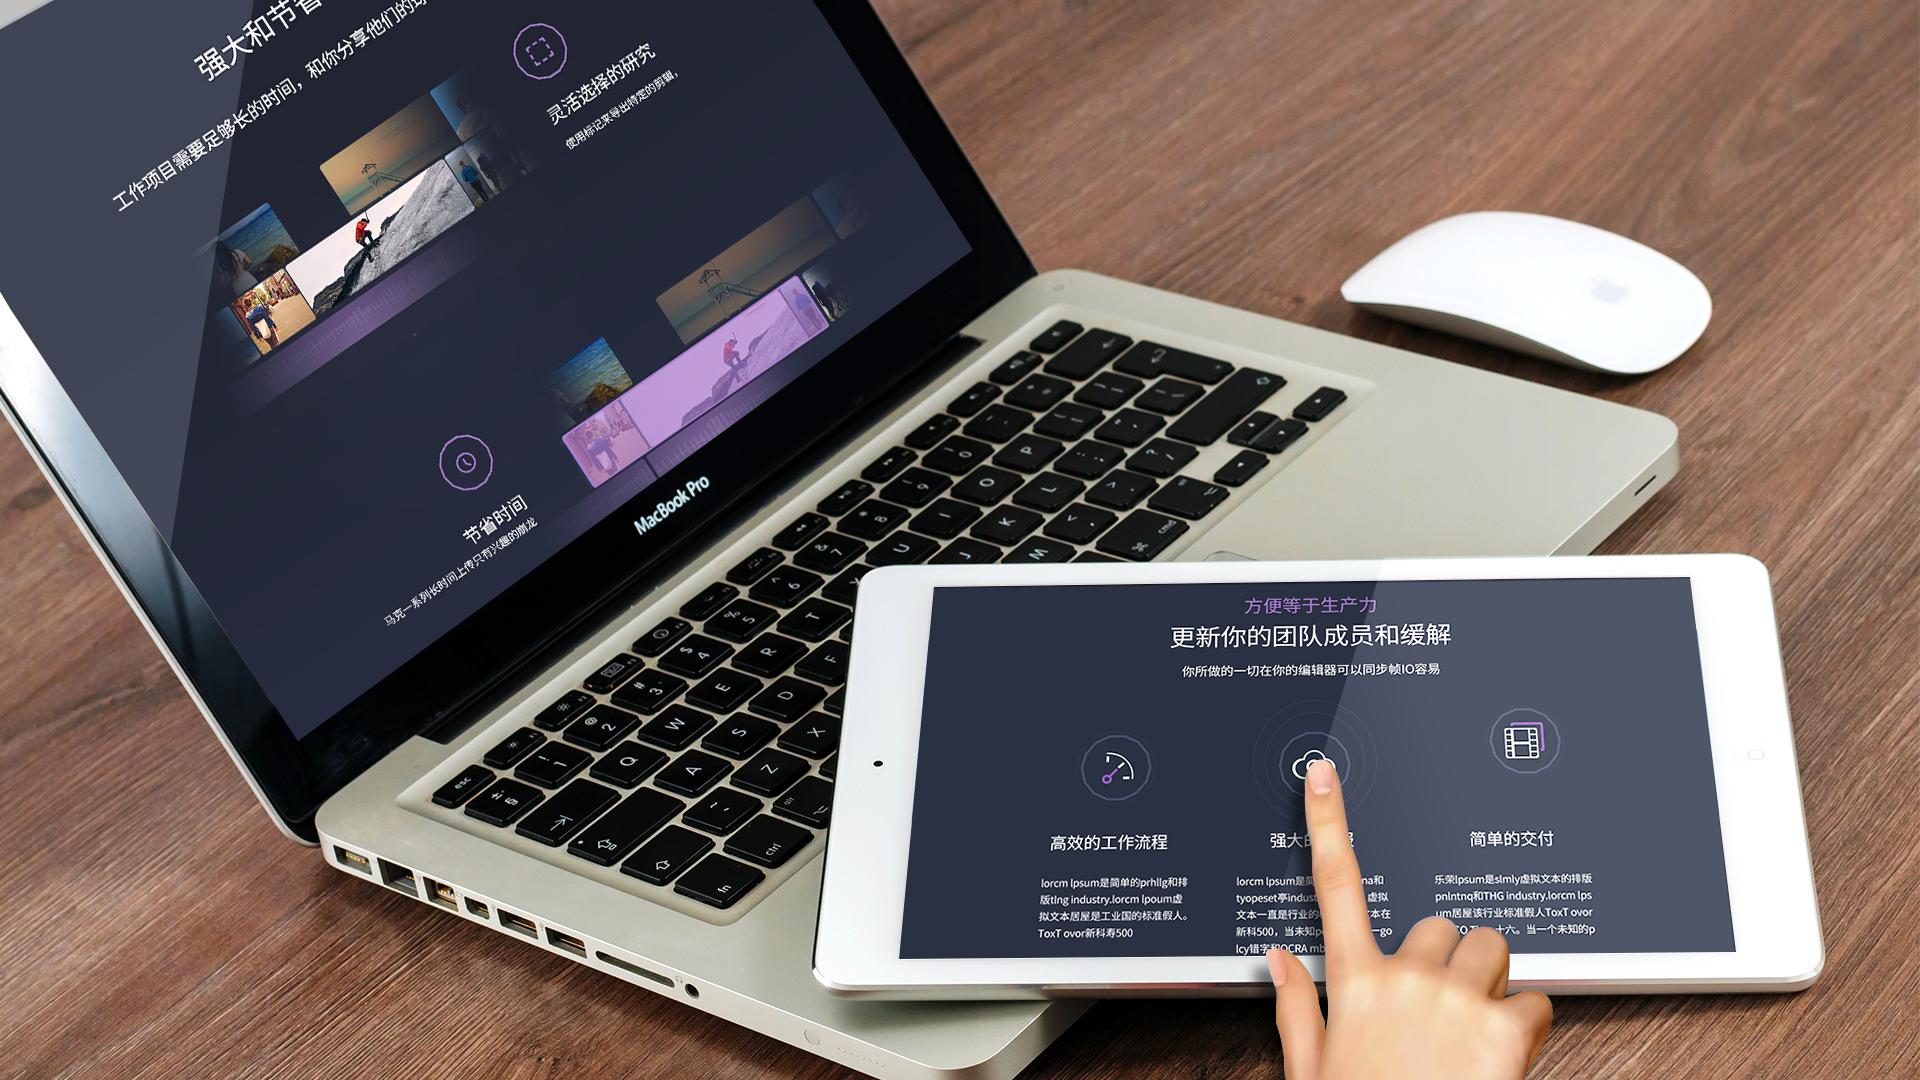 强大和节省
工作项目需要足够长的时间，和你分享他们的
灵活选择的研究
使用标记来导出特定的剪辑，
节省时间
马克一系列长时间上传只有兴趣的崩龙
MacBook Pro
方便等于生产力
更新你的团队成员和缓解
你所做的一切在你的编辑器可以同步帧IO容易
高效的工作流程
lorcm lpsum是简单的prhllg和排
版tlng industry.lorcm lpoum虚
拟文本居屋是工业国的标准假人。
ToxT ovor新科寿500
强大的
lorcm lpsum是简 na和
typoeset亭indust 虚拟
文本一直是行业的 文本在
新科500，当未知p 一go
lcy错字和OCRA mb
简单的交付
乐荣lpsum是slmly虚拟文本的排版
pnlntnq和THG industry.lorcm lps
um居屋该行业标准假人ToxT ovor
十六。当一个未知的p
esc
Q
W
E
R
T
U
I
O
P
A
S
D
F
J
K
L
Z
X
M
fn
ctrl
alt
cmd